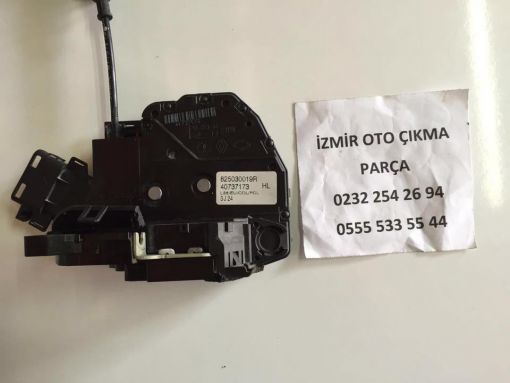 825030019R
40737173 HL
İZMİR OTO ÇIKMA
PARÇA
0232 254 26 94
0555 533 55 44